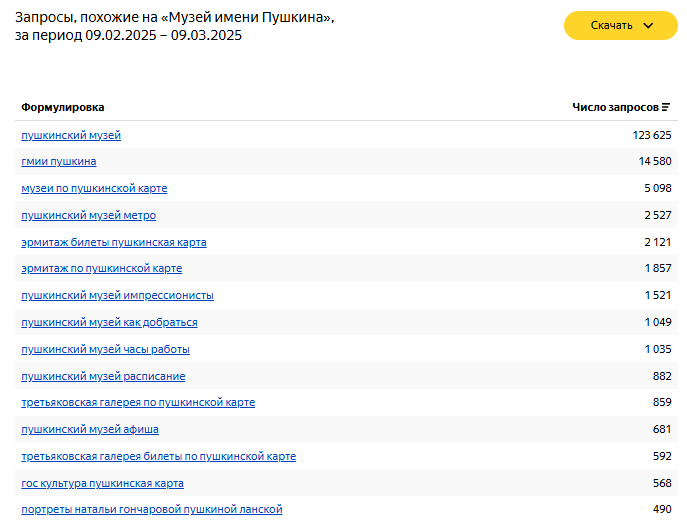 Запросы, похожие на «Музей имени Пушкина»,
за период 09.02.2025 – 09.03.2025
Скачать
Формулировка Число запросов
пушкинский музей 123 625
гмии пушкина 14 580
музеи по пушкинской карте 5 098
пушкинский музей метро 2 527
эрмитаж билеты пушкинская карта 2 121
эрмитаж по пушкинской карте 1 857
пушкинский музей импрессионисты 1 521
пушкинский музей как добраться 1 049
пушкинский музей часы работы 1 035
пушкинский музей расписание 882
третьяковская галерея по пушкинской карте 859
пушкинский музей афиша 681
третьяковская галерея билеты по пушкинской карте 592
гос культура пушкинская карта 568
портреты натальи гончаровой пушкиной ланской 490